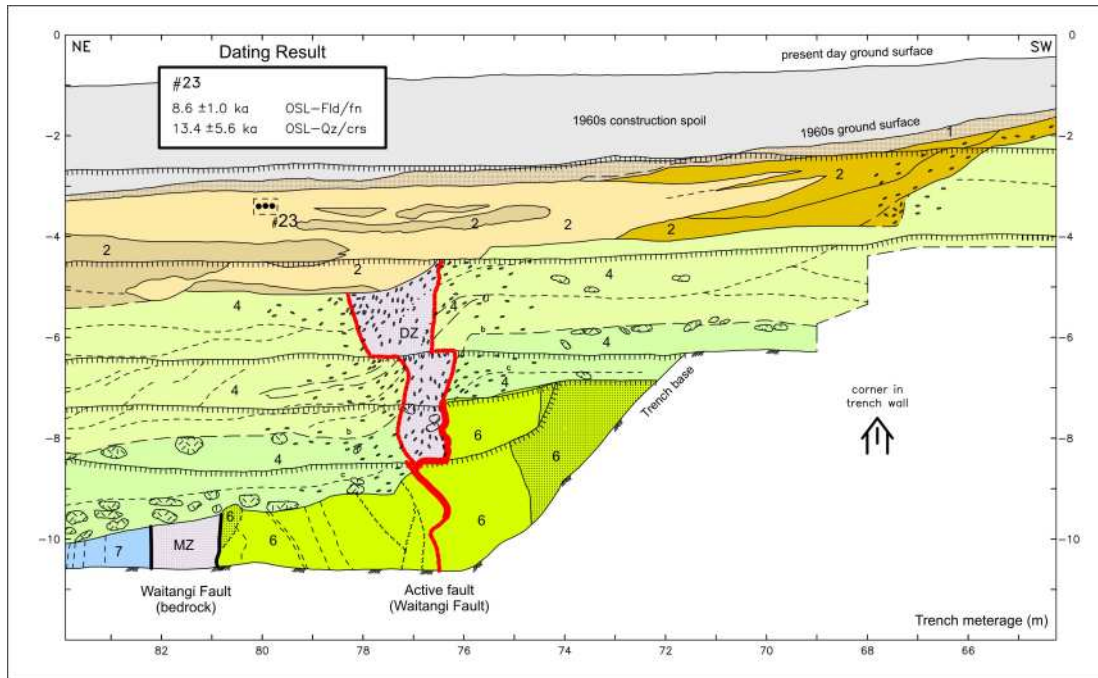 0
NE
Dating Result
present day ground surface
SW
0
#23
8.6 ±1.0 ka OSL-Fld/fn
13.4 ±5.6 ka OSL-Qz/crs
1960s construction spoil
1960s ground surface
1
-2
-2
2
#23
2
2
2
2
2
-4
-4
4
4
4
DZ
b
-6
-6
4
4
c
4
Trench base
corner in
trench wall
b
6
-8
-8
4
c
6
6
6
6
7
MZ
-10
-10
Waitangi Fault
(bedrock)
Active fault
(Waitangi Fault)
Trench meterage (m)
82
80
78
76
74
72
70
68
66